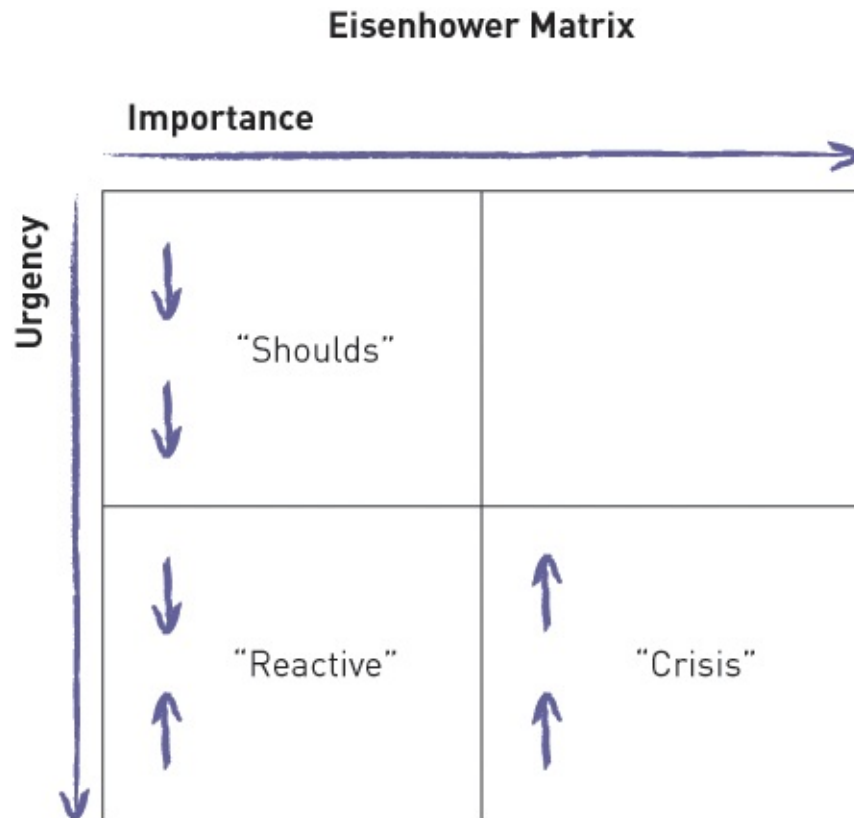 Eisenhower Matrix
Importance
Urgency
“Shoulds”
“Reactive”
“Crisis”